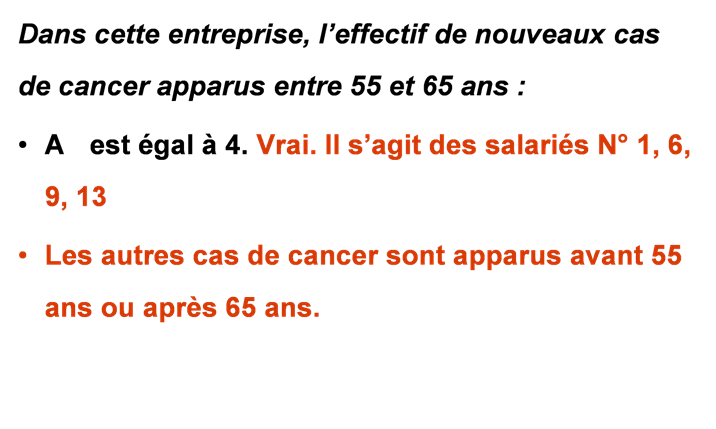 Dans cette entreprise, l’effectif de nouveaux cas
de cancer apparus entre 55 et 65 ans :
• A est égal à 4. Vrai. Il s’agit des salariés N° 1, 6,
9, 13
• Les autres cas de cancer sont apparus avant 55
ans ou après 65 ans.